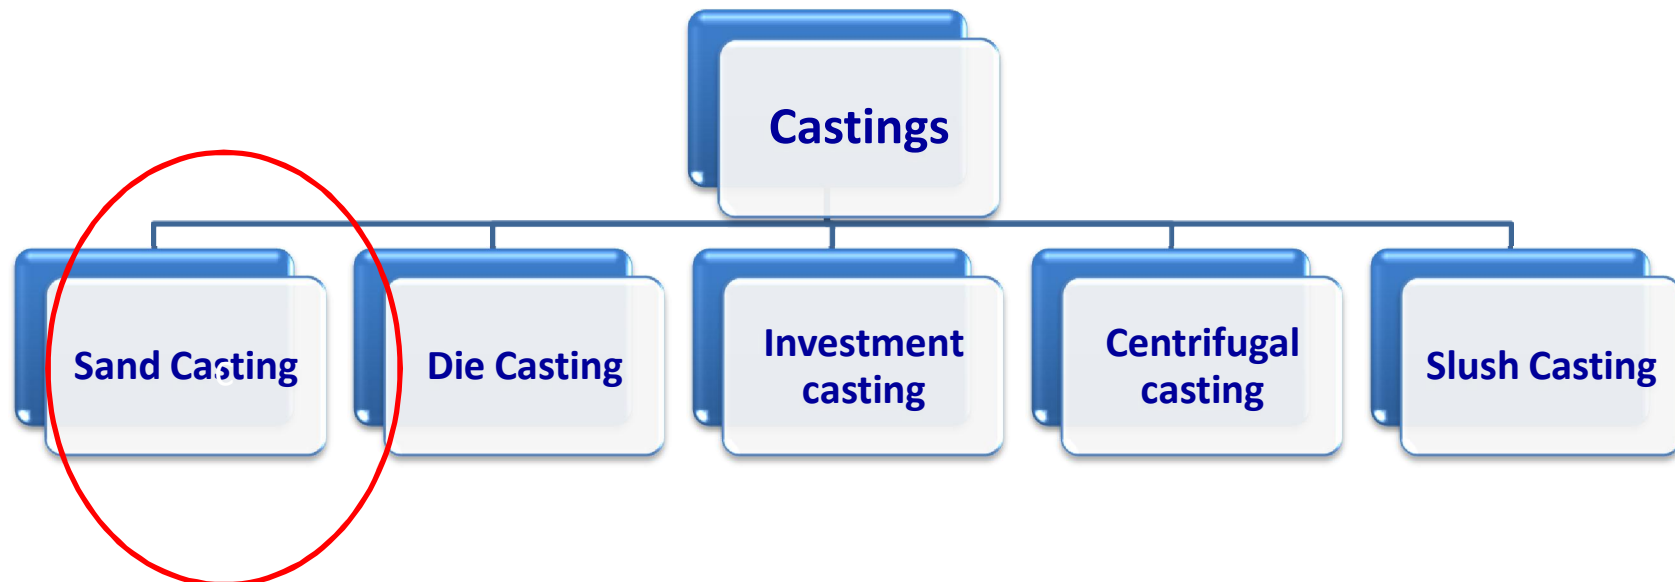 Castings
Sand Casting
Die Casting
Investment
casting
Centrifugal
casting
Slush Casting